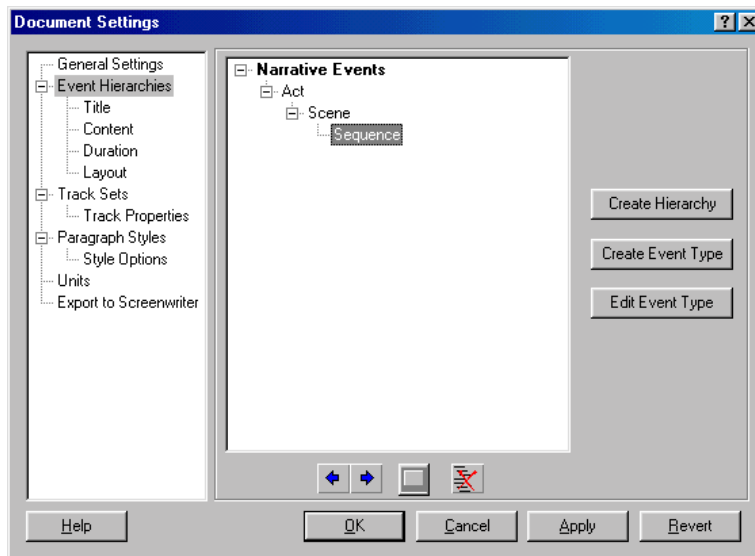 Document Settings
General Settings
Event Hierarchies
Title
Content
Duration
Layout
Track Sets
Track Properties
Paragraph Styles
Style Options
Units
Export to Screenwriter
Narrative Events
Act
Scene
Sequence
Create Hierarchy
Create Event Type
Edit Event Type
Help
OK
Cancel
Apply
Revert